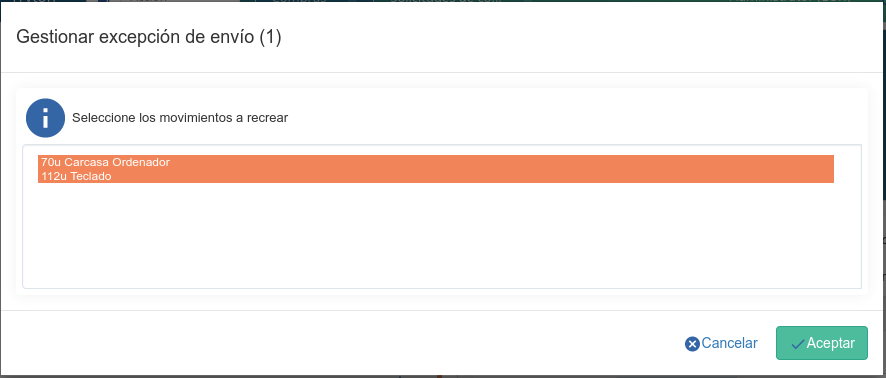 Gestionar excepción de envío (1)
Seleccione los movimientos a recrear
70u Carcasa Ordenador
112u Teclado
Cancelar
Aceptar